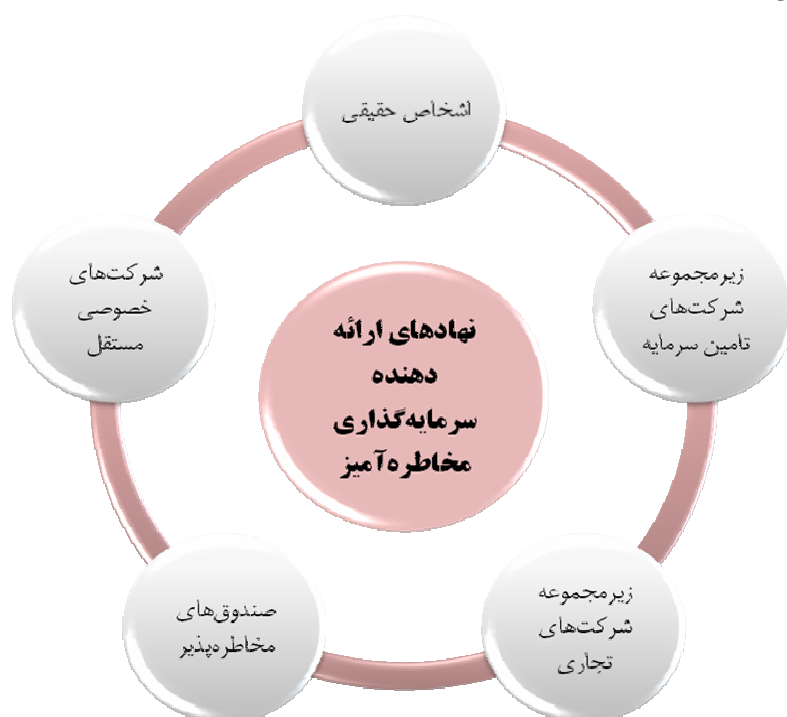 اشخاص حقیقی
زیرمجموعه
شرکت‌های
تامین سرمایه
زیرمجموعه
شرکت‌های
تجاری
صندوق‌های
مخاطره‌پذیر
شرکت‌های
خصوصی
مستقل
نهادهای ارائه
دهنده
سرمایه‌گذاری
مخاطره‌آمیز